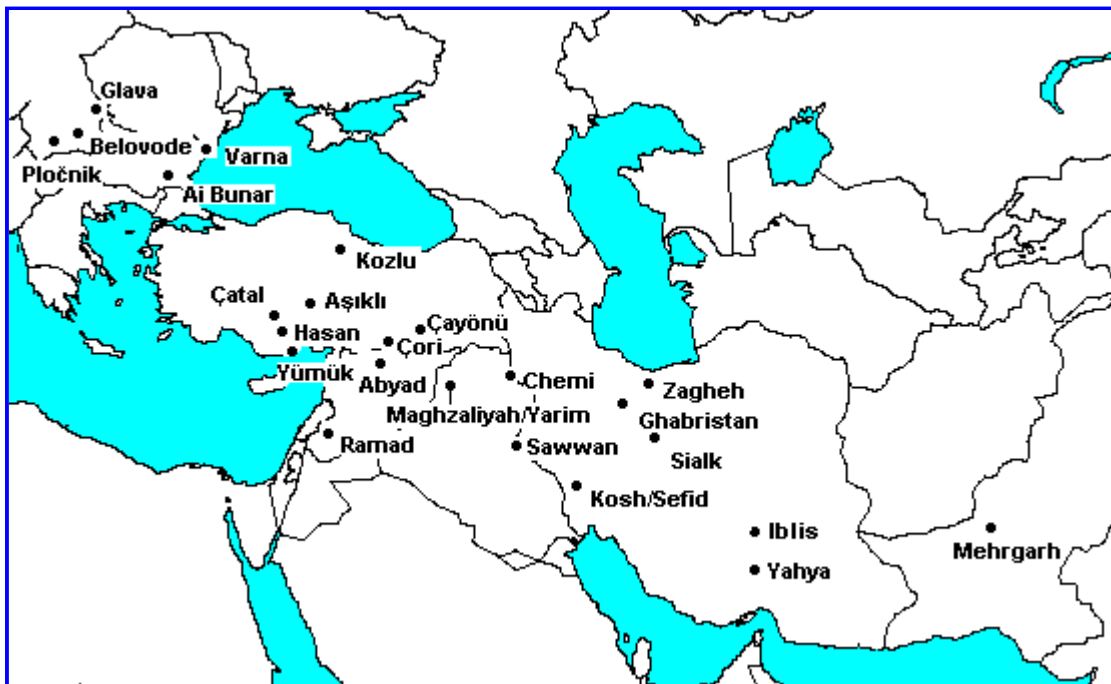 Glava
Belovode
Varna
Pločnik
Ai Bunar
Kozlu
Çatal
Aşıklı
Hasan
Çayönü
Çori
Yümük
Abyad
Chemi
Zagheh
Maghzaliyah/Yarim
Ghabristan
Ramad
Sawwan
Sialk
Kosh/Sefid
Iblis
Mehrgarh
Yahya